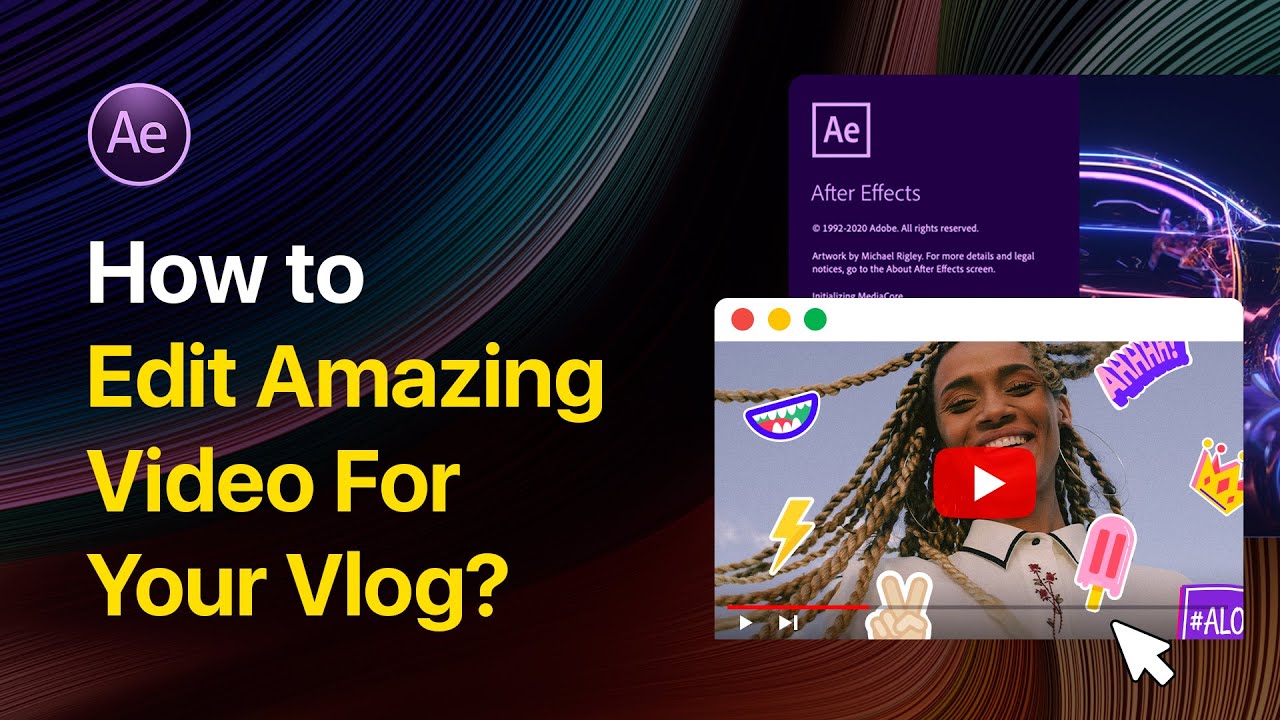 Ae
How to
Edit Amazing
Video For
Your Vlog?
Ae
After Effects
© 1992-2020 Adobe. All rights reserved.
Artwork by Michael Rigley. For more details and legal
notices, go to the About After Effects screen.
Initializing MediaCore
AHHHH!
#ALO